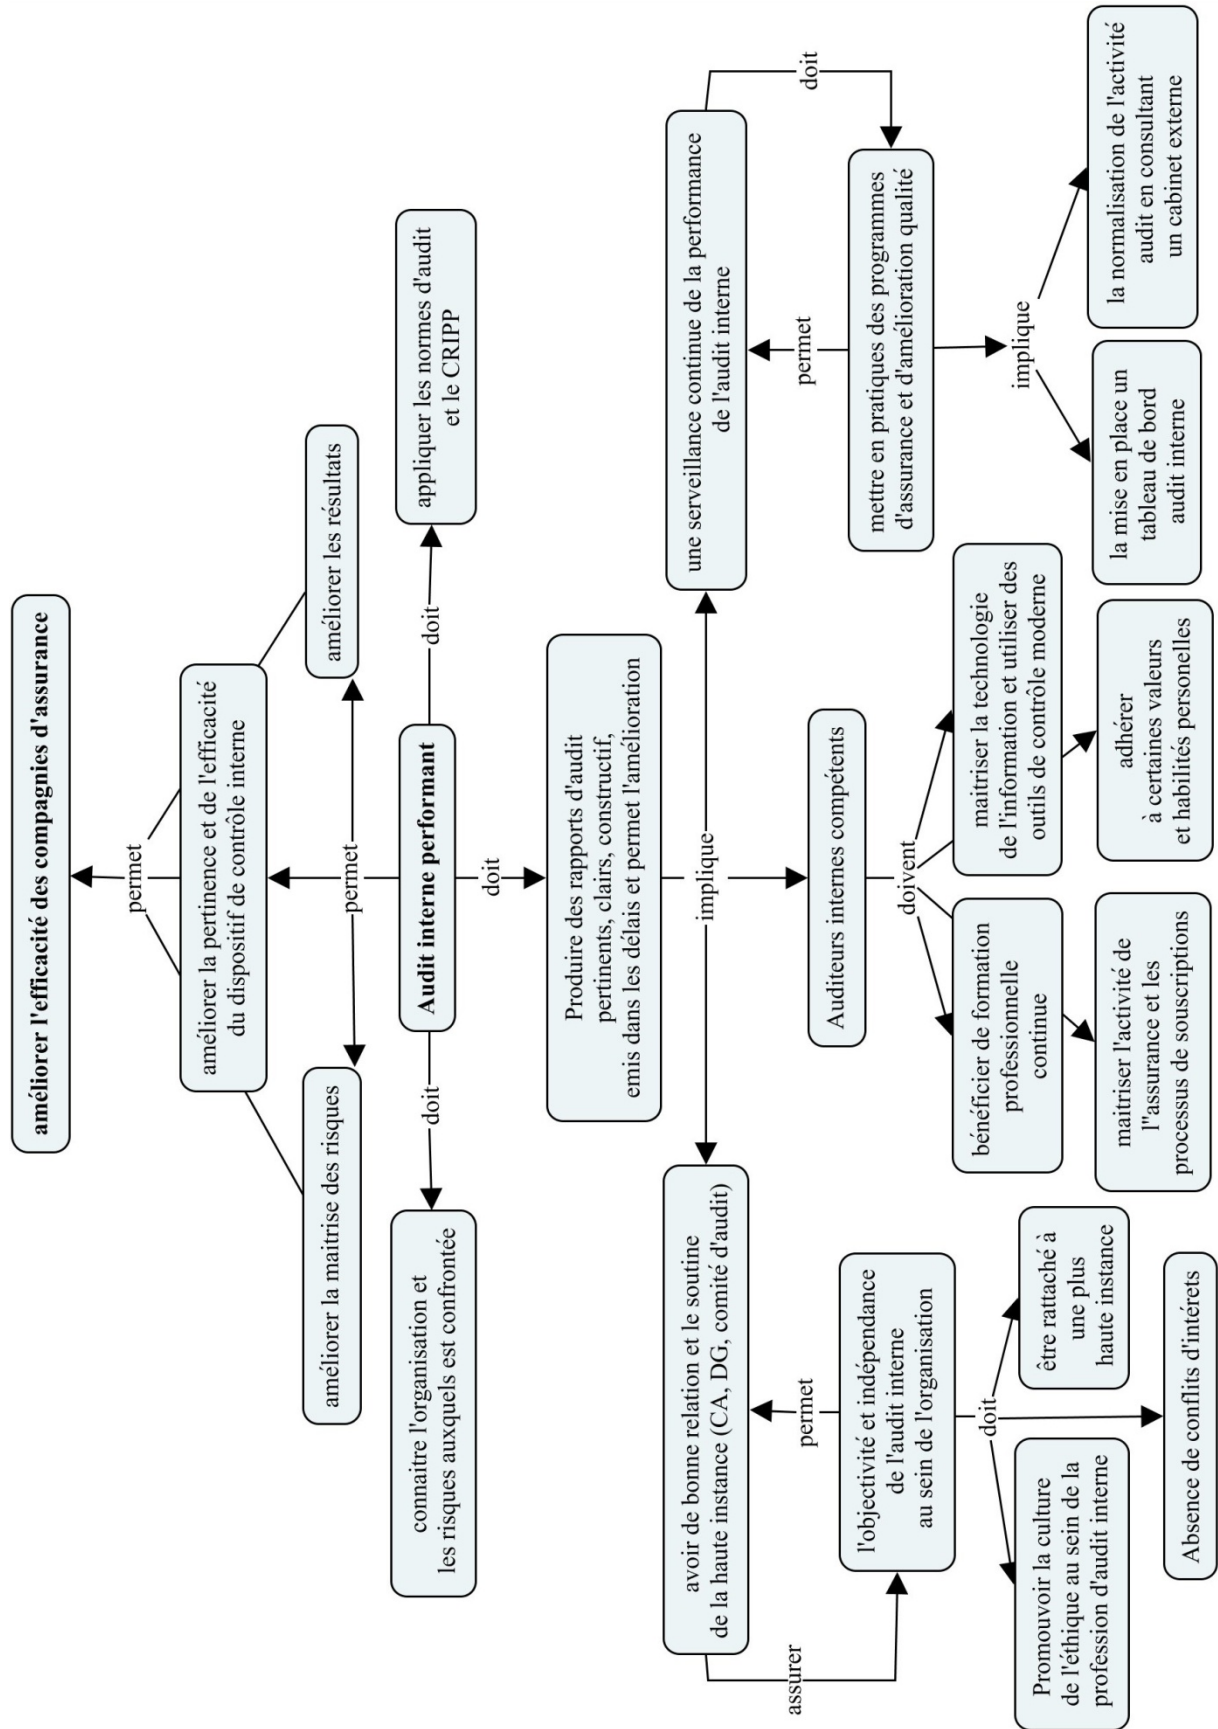 améliorer l'efficacité des compagnies d'assurance
permet
améliorer la pertinence et de l'efficacité
du dispositif de contrôle interne
améliorer la maitrise des risques
améliorer les résultats
permet
connaitre l'organisation et
les risques auxquels est confrontée
doit
Audit interne performant
doit
appliquer les normes d'audit
et le CRIPP
doit
Produire des rapports d'audit
pertinents, clairs, constructif,
emis dans les délais et permet l'amélioration
implique
avoir de bonne relation et le soutine
de la haute instance (CA, DG, comité d'audit)
assurer
permet
l'objectivité et indépendance
de l'audit interne
au sein de l'organisation
doit
Promouvoir la culture
de l'éthique au sein de la
profession d'audit interne
être rattaché à
une plus
haute instance
Absence de conflits d'intérets
Auditeurs internes compétents
doivent
bénéficier de formation
professionnelle
continue
maitriser la technologie
de l'information et utiliser des
outils de contrôle moderne
maitriser l'activité de
l"assurance et les
processus de souscriptions
adhérer
à certaines valeurs
et habilités personelles
une serveillance continue de la performance
de l'audit interne
permet
doit
mettre en pratiques des programmes
d'assurance et d'amélioration qualité
implique
la mise en place un
tableau de bord
audit interne
la normalisation de l'activité
audit en consultant
un cabinet externe